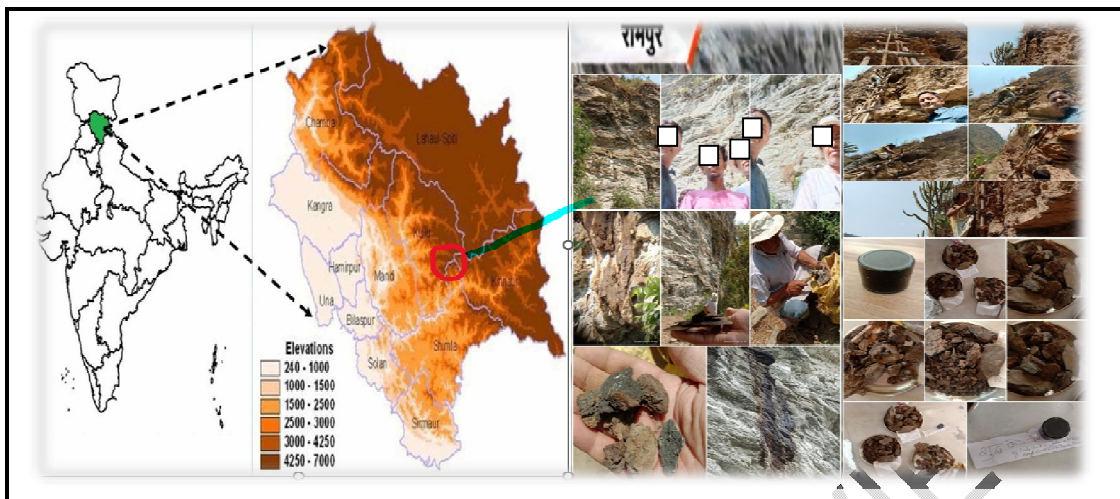 Chamba
Lahaul-Spiti
Kangra
Kullu
Hamirpur
Mandi
Kinnaur
Una
Bilaspur
Shimla
Solan
Sirmaur
Elevations
240 - 1000
1000 - 1500
1500 - 2500
2500 - 3000
3000 - 4250
4250 - 7000
रामपुर